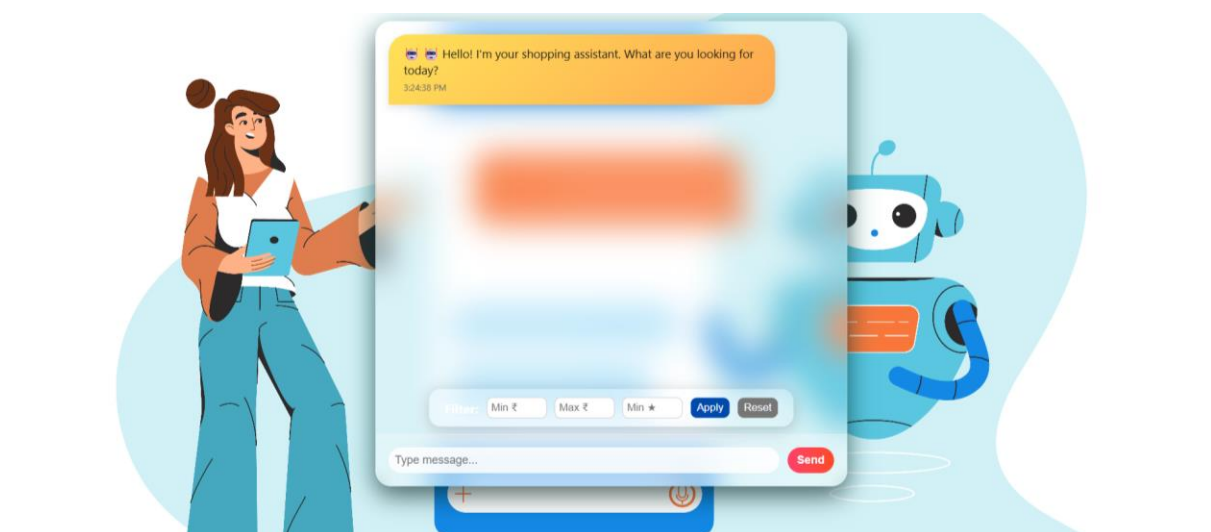 Hello! I'm your shopping assistant. What are you looking for
today?
3:24:38 PM
Filter: Min ₹ Max ₹ Min ★ Apply Reset
Type message... Send